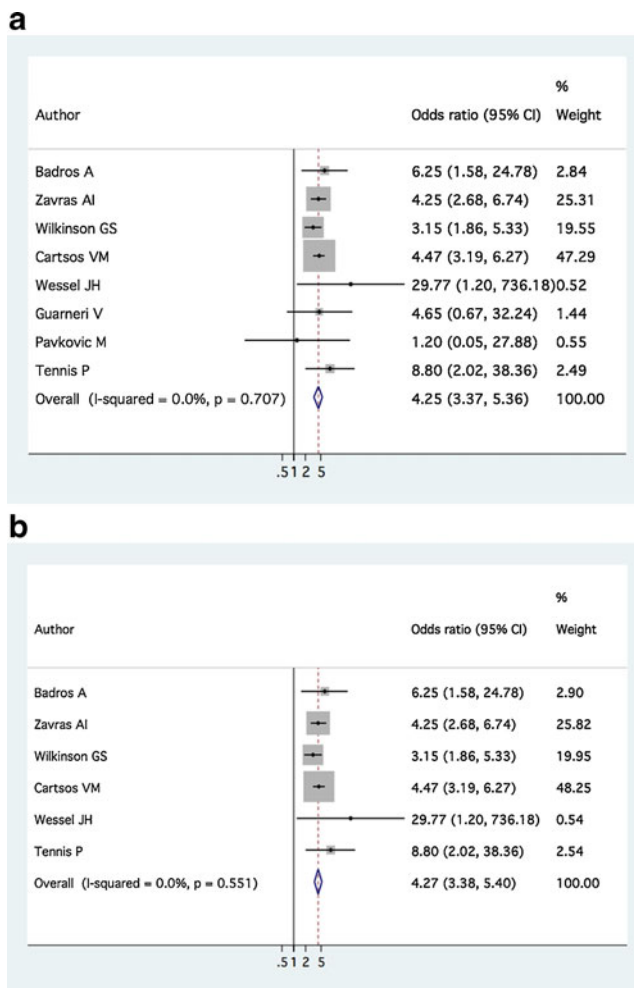 a
%
Author Odds ratio (95% CI) Weight
Badros A 6.25 (1.58, 24.78) 2.84
Zavras AI 4.25 (2.68, 6.74) 25.31
Wilkinson GS 3.15 (1.86, 5.33) 19.55
Cartsos VM 4.47 (3.19, 6.27) 47.29
Wessel JH 29.77 (1.20, 736.18)0.52
Guarneri V 4.65 (0.67, 32.24) 1.44
Pavkovic M 1.20 (0.05, 27.88) 0.55
Tennis P 8.80 (2.02, 38.36) 2.49
Overall (I-squared = 0.0%, p = 0.707) 4.25 (3.37, 5.36) 100.00
.5 1 2 5
b
%
Author Odds ratio (95% CI) Weight
Badros A 6.25 (1.58, 24.78) 2.90
Zavras AI 4.25 (2.68, 6.74) 25.82
Wilkinson GS 3.15 (1.86, 5.33) 19.95
Cartsos VM 4.47 (3.19, 6.27) 48.25
Wessel JH 29.77 (1.20, 736.18) 0.54
Tennis P 8.80 (2.02, 38.36) 2.54
Overall (I-squared = 0.0%, p = 0.551) 4.27 (3.38, 5.40) 100.00
.5 1 2 5